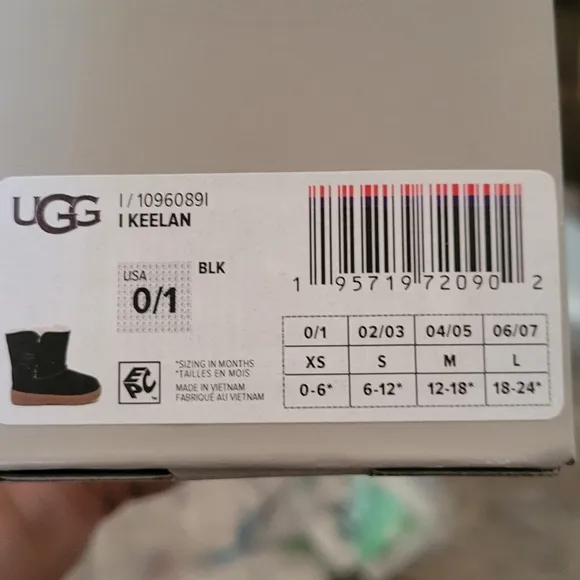 UGG
I / 1096089I
I KEELAN
USA
0/1
BLK
1 95719 72090 2
EPC™
*SIZING IN MONTHS
*TAILLES EN MOIS
MADE IN VIETNAM
FABRIQUÉ AU VIETNAM
0/1 02/03 04/05 06/07
XS S M L
0-6* 6-12* 12-18* 18-24*